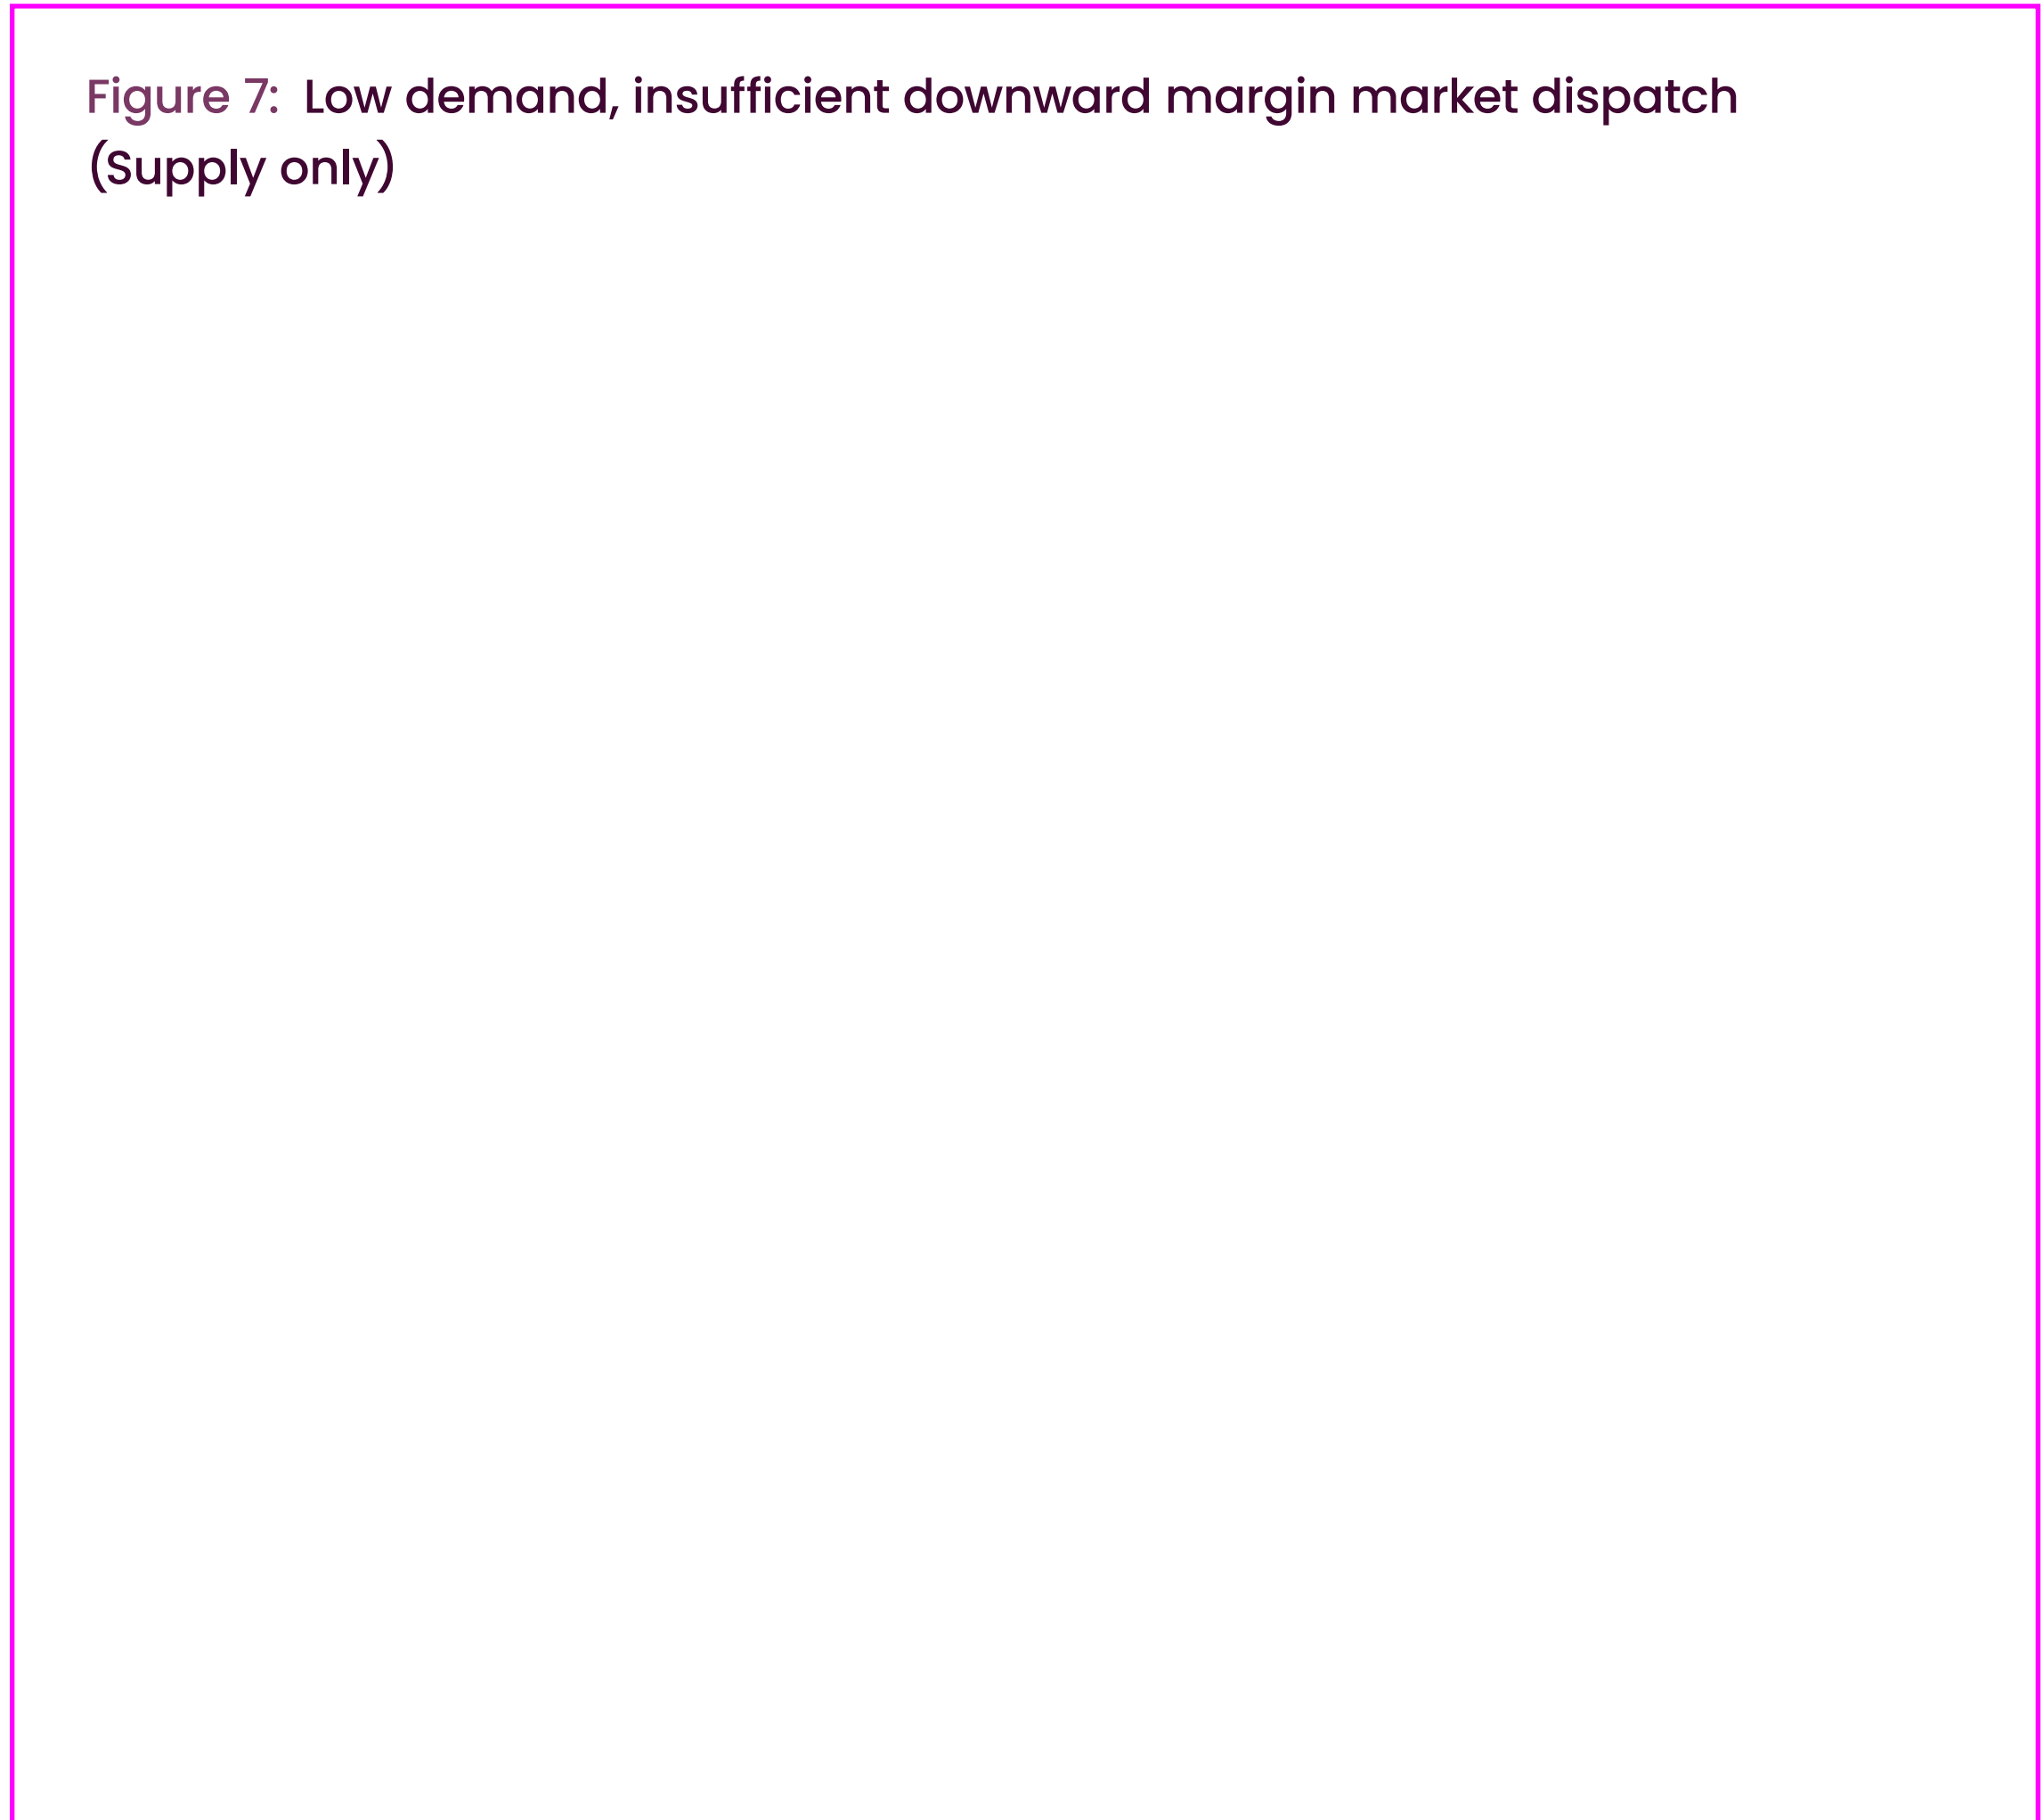 Figure 7: Low demand, insufficient downward margin market dispatch
(Supply only)